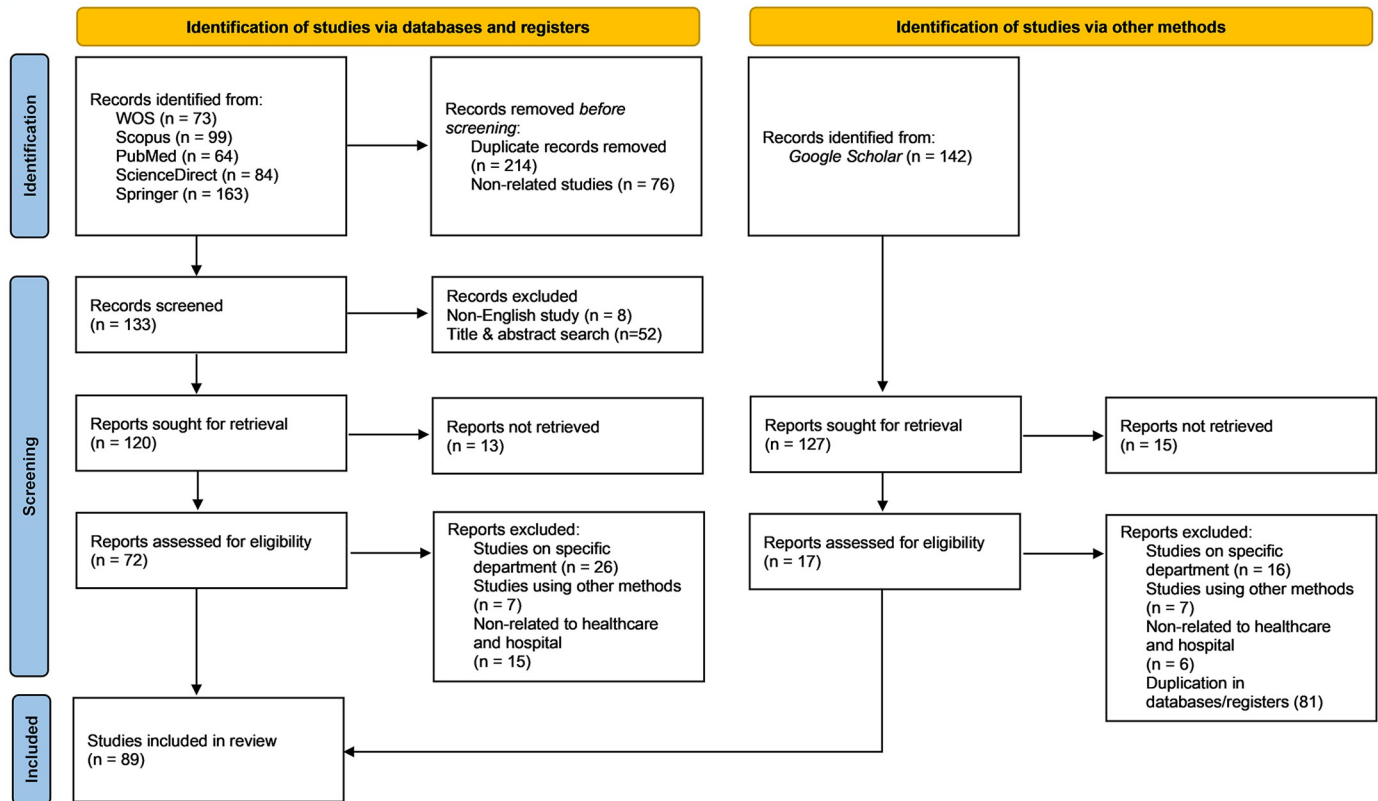 Identification of studies via databases and registers
Identification of studies via other methods
Identification
Records identified from:
WOS (n = 73)
Scopus (n = 99)
PubMed (n = 64)
ScienceDirect (n = 84)
Springer (n = 163)
Records removed before
screening:
Duplicate records removed
(n = 214)
Non-related studies (n = 76)
Records identified from:
Google Scholar (n = 142)
Screening
Records screened
(n = 133)
Records excluded
Non-English study (n = 8)
Title & abstract search (n=52)
Reports sought for retrieval
(n = 120)
Reports not retrieved
(n = 13)
Reports sought for retrieval
(n = 127)
Reports not retrieved
(n = 15)
Reports assessed for eligibility
(n = 72)
Reports excluded:
Studies on specific
department (n = 26)
Studies using other methods
(n = 7)
Non-related to healthcare
and hospital
(n = 15)
Reports assessed for eligibility
(n = 17)
Reports excluded:
Studies on specific
department (n = 16)
Studies using other methods
(n = 7)
Non-related to healthcare
and hospital
(n = 6)
Duplication in
databases/registers (81)
Included
Studies included in review
(n = 89)